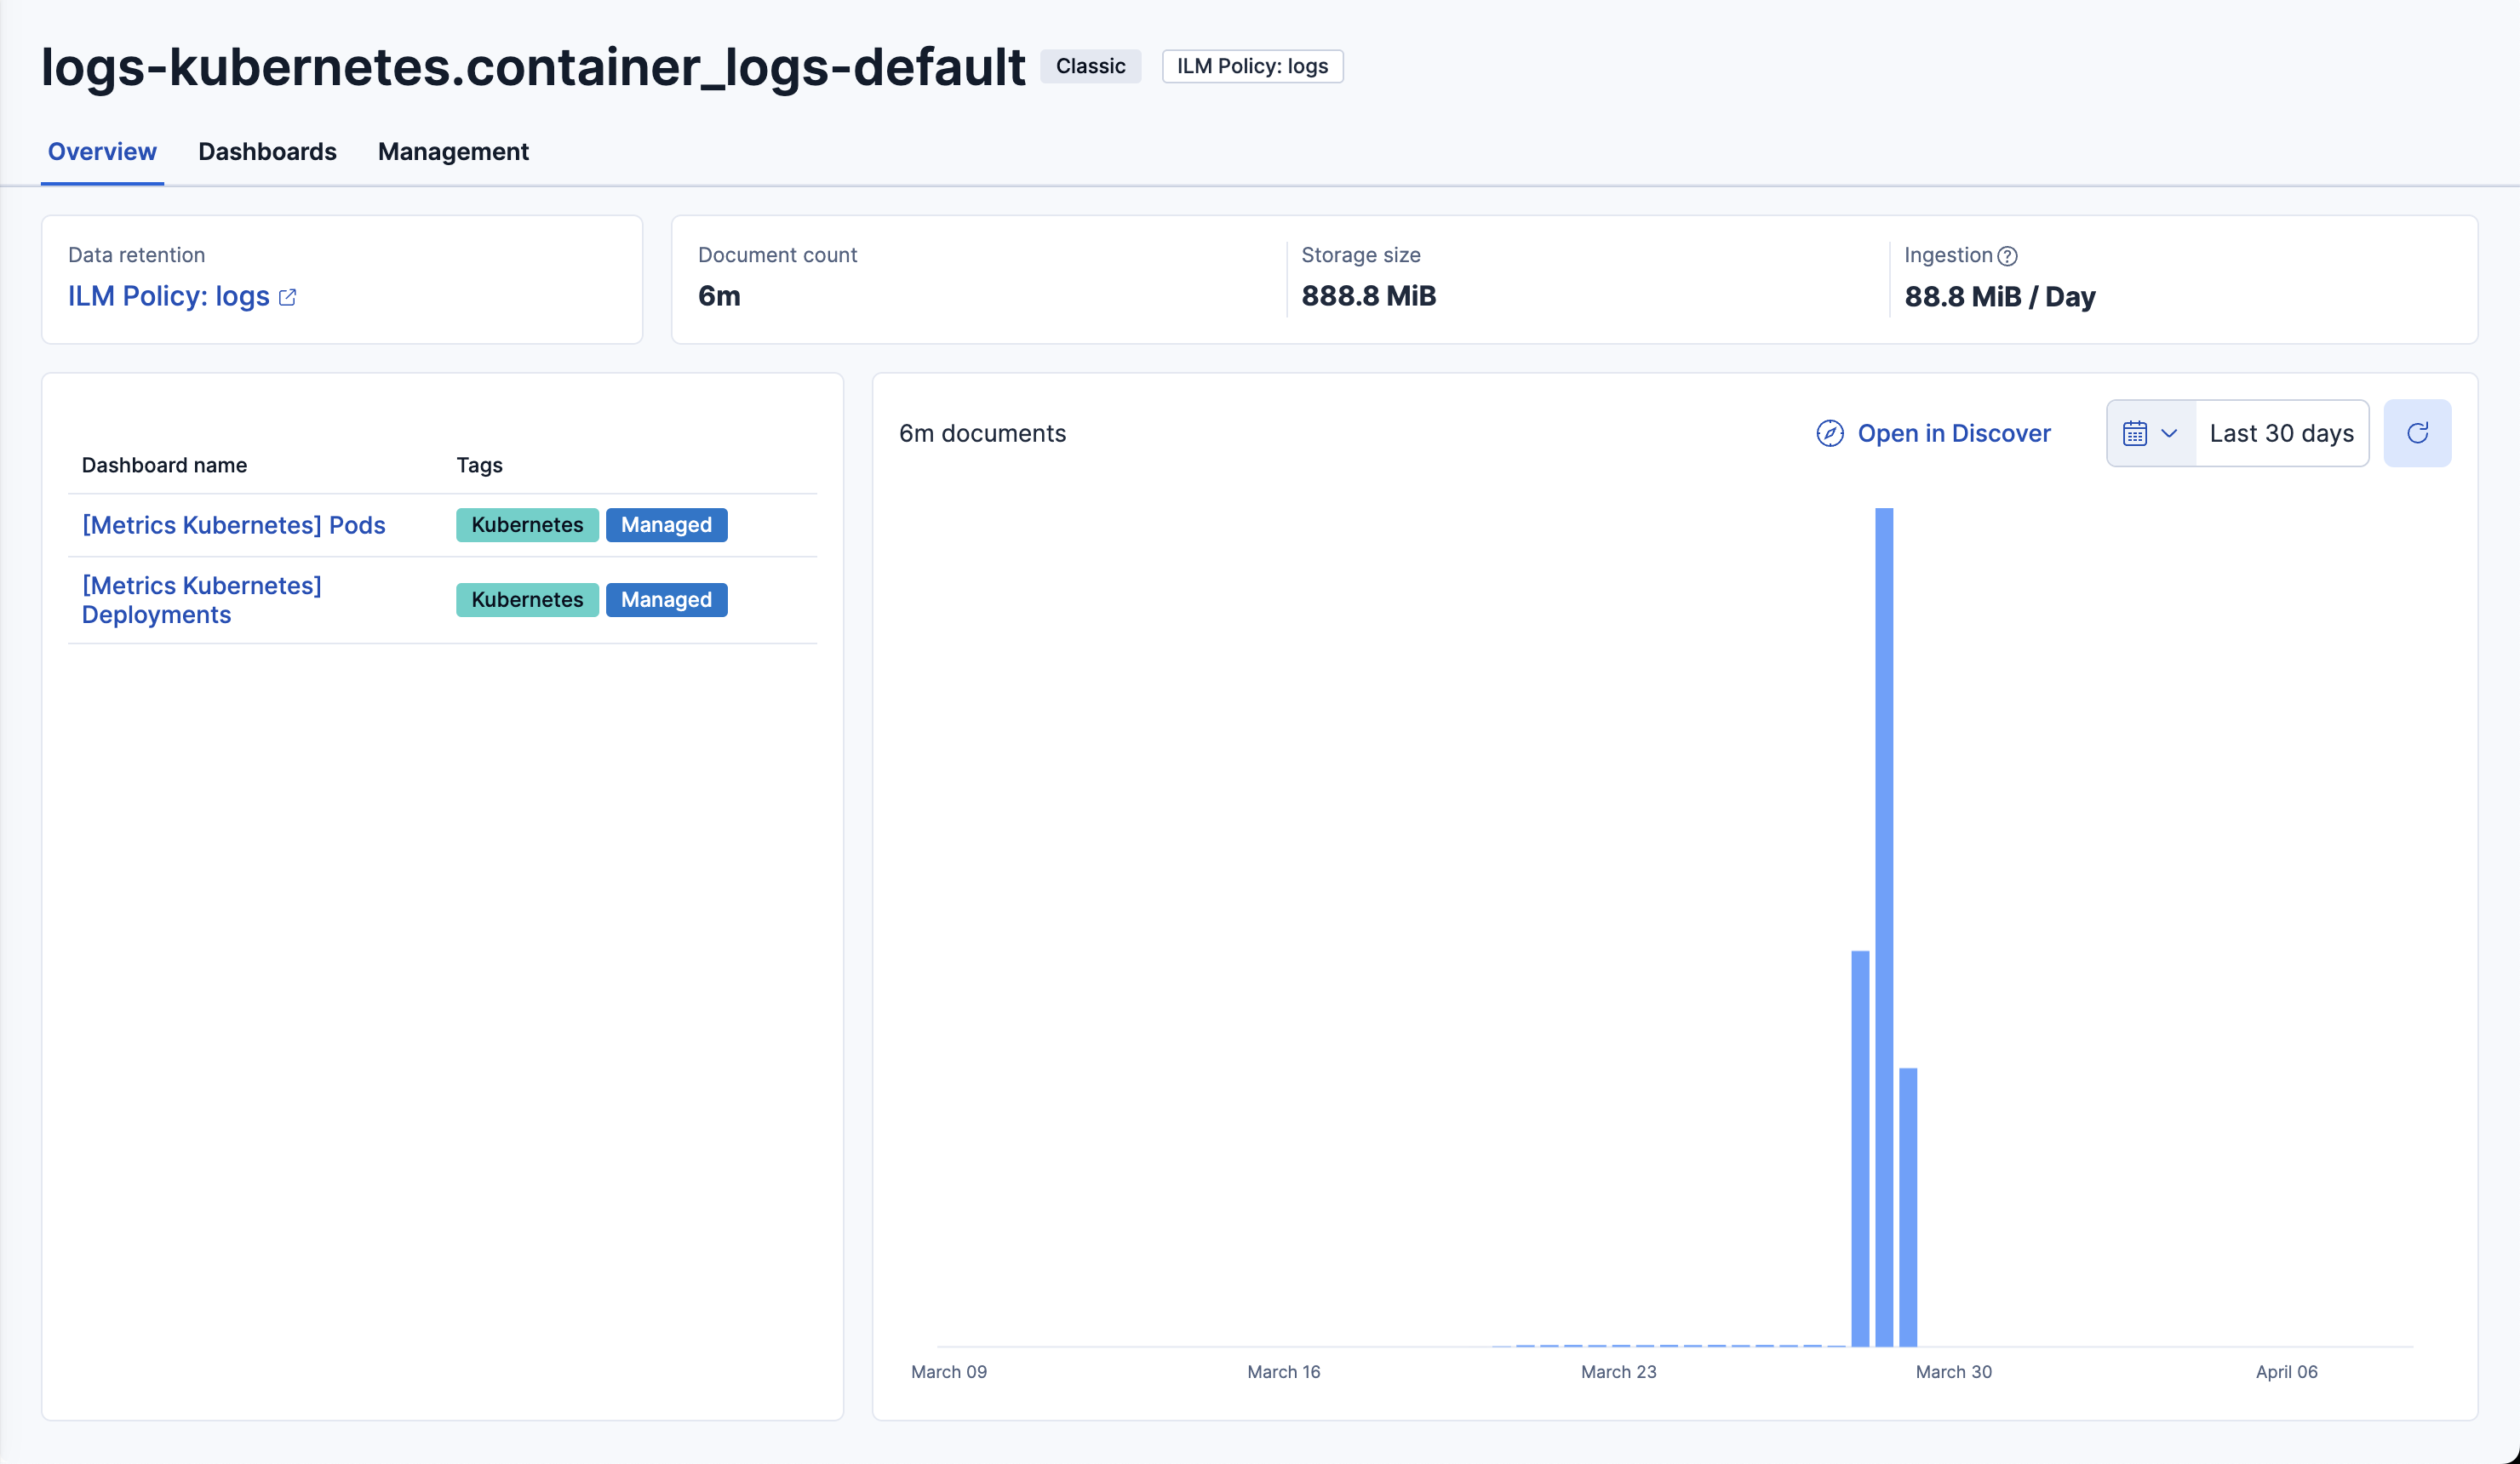 logs-kubernetes.container_logs-default Classic ILM Policy: logs
Overview Dashboards Management
Data retention
ILM Policy: logs
Document count
6m
Storage size
888.8 MiB
Ingestion
88.8 MiB / Day
Dashboard name Tags
[Metrics Kubernetes] Pods Kubernetes Managed
[Metrics Kubernetes]
Deployments
Kubernetes Managed
6m documents Open in Discover Last 30 days
March 09 March 16 March 23 March 30 April 06